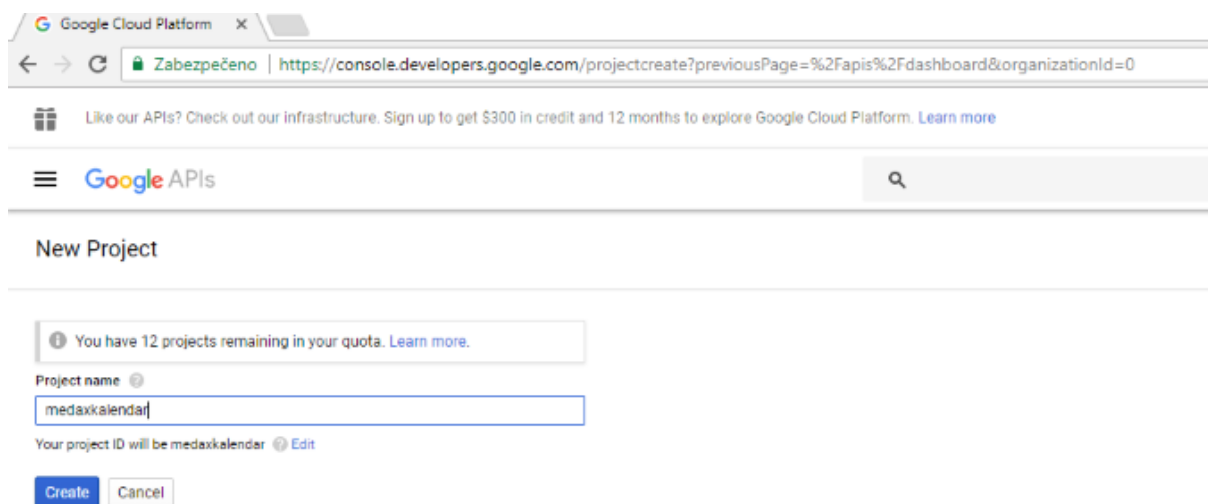 Google Cloud Platform
Zabezpečeno | https://console.developers.google.com/projectcreate?previousPage=%2Fapis%2Fdashboard&organizationId=0
Like our APIs? Check out our infrastructure. Sign up to get $300 in credit and 12 months to explore Google Cloud Platform. Learn more
Google APIs
New Project
You have 12 projects remaining in your quota. Learn more.
Project name
medaxkalendar
Your project ID will be medaxkalendar Edit
Create Cancel